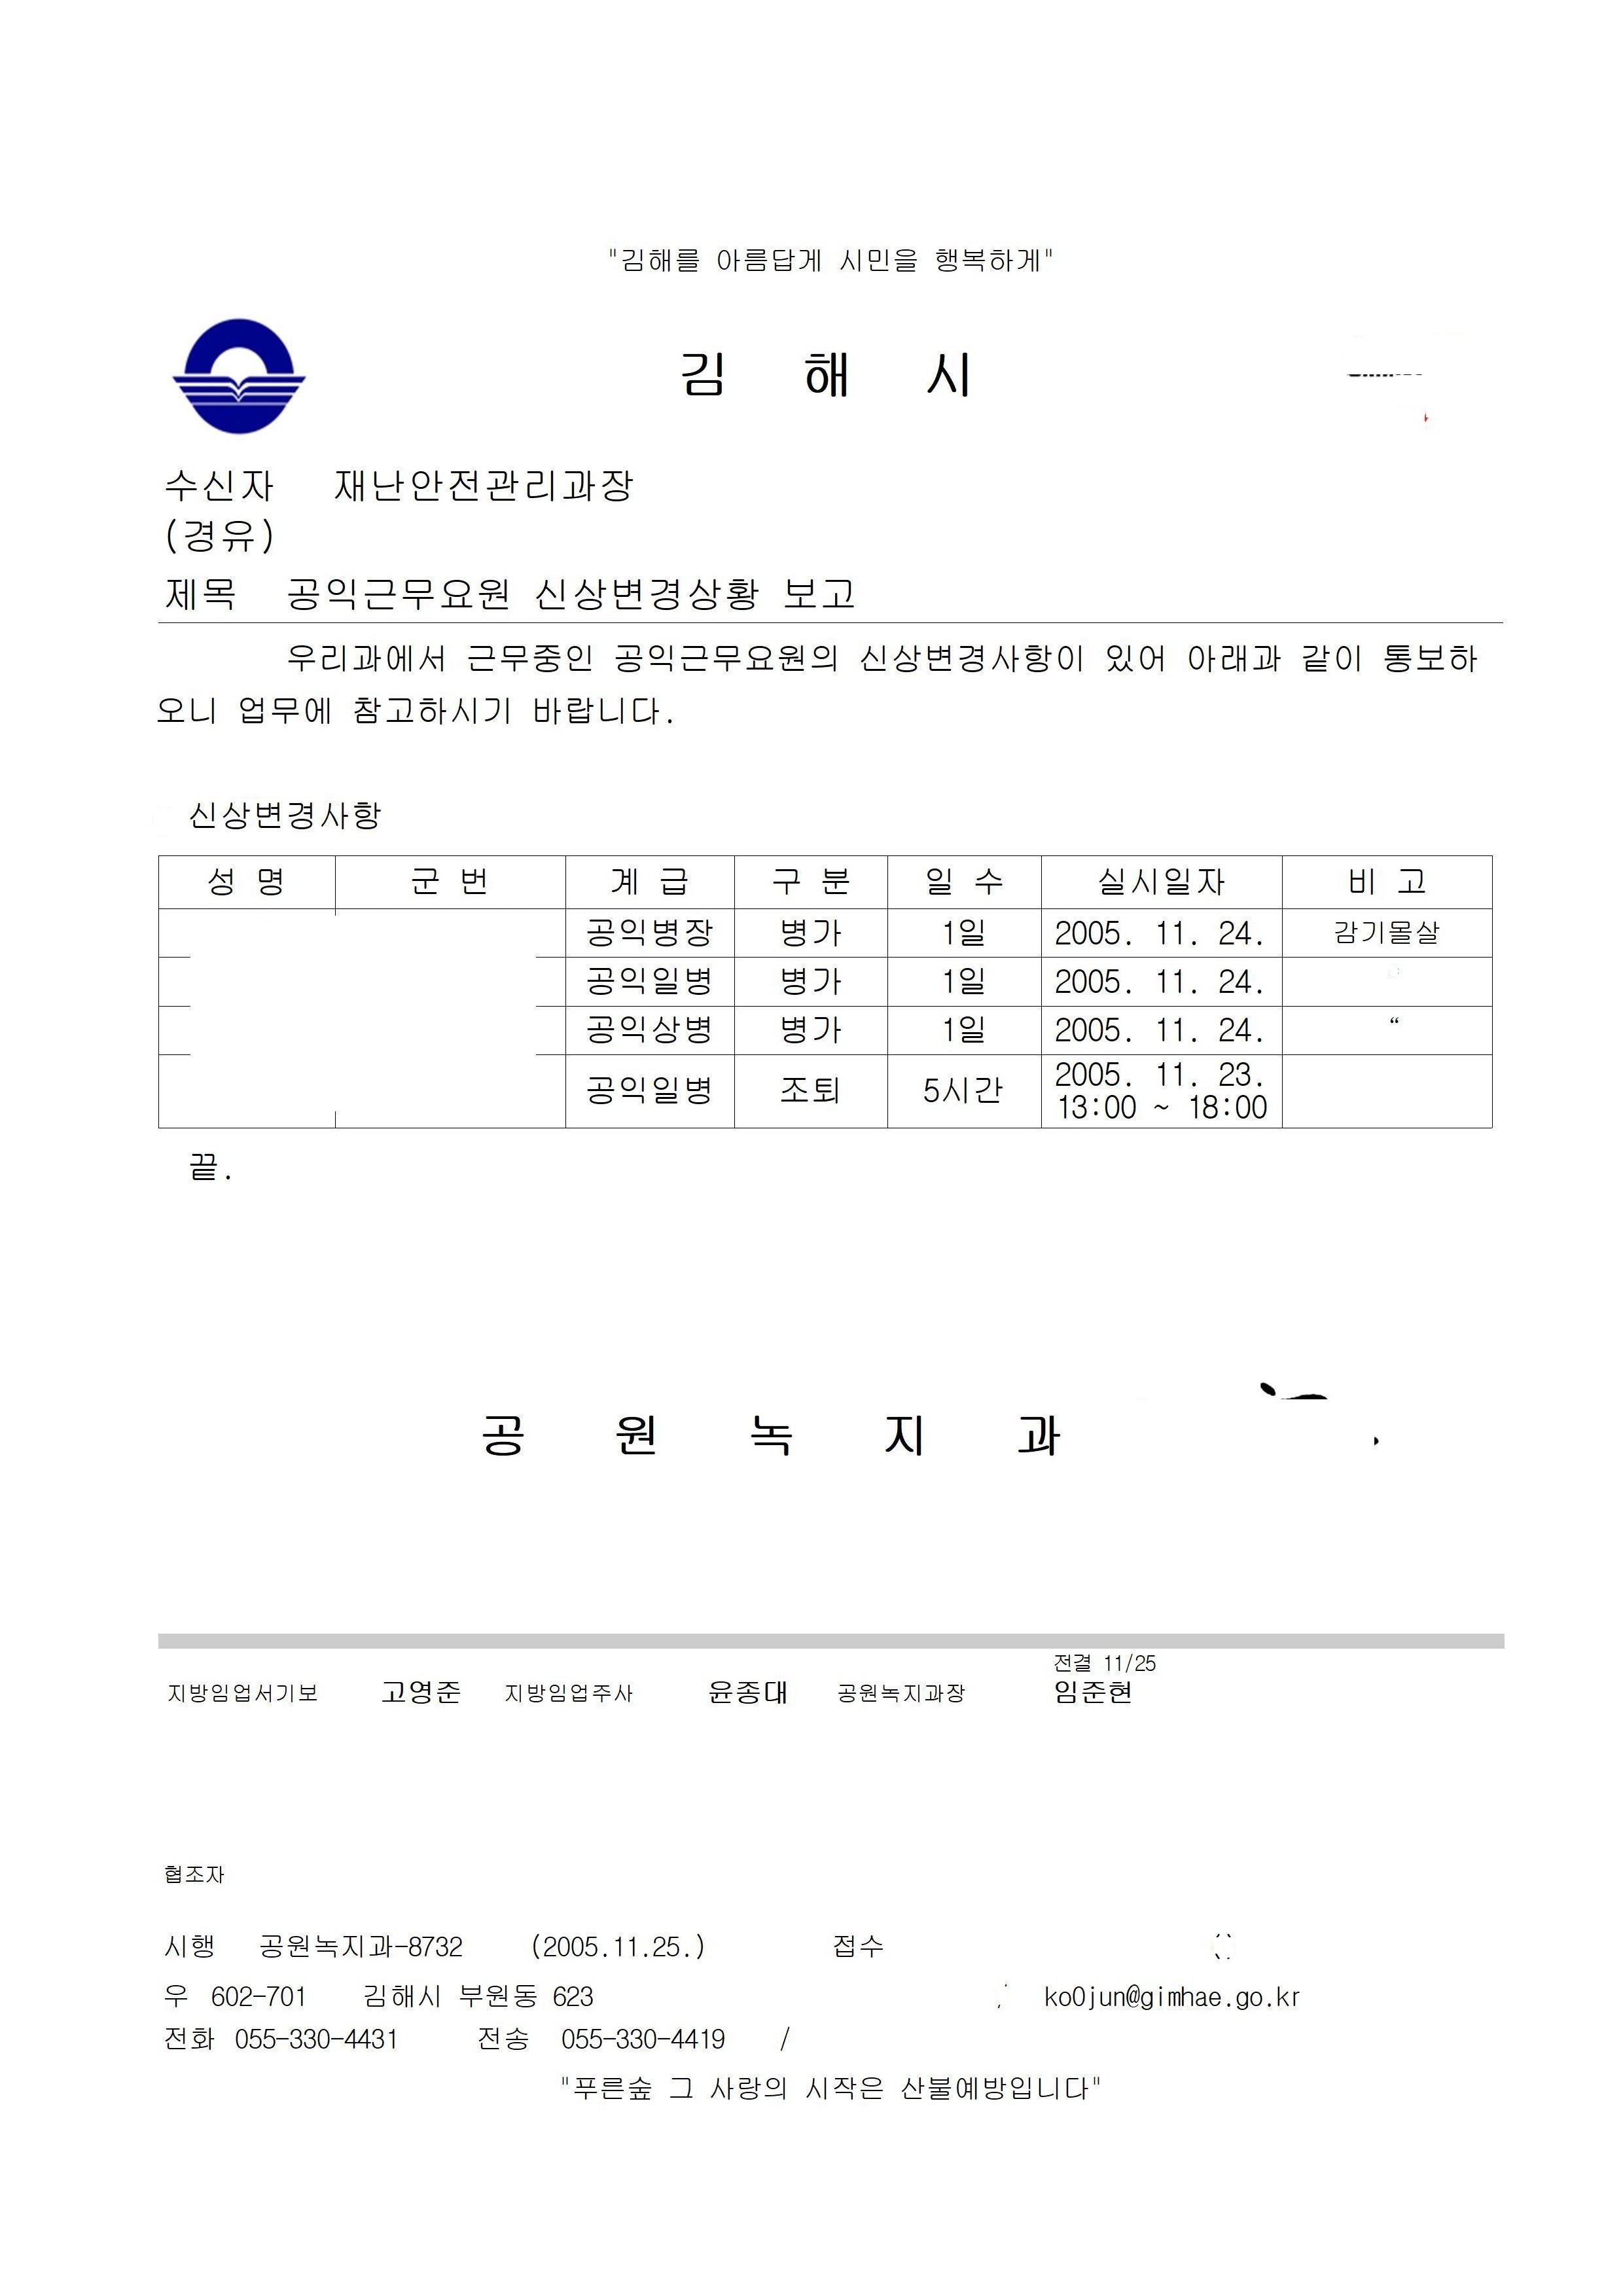 "김해를 아름답게 시민을 행복하게"
김 해 시
수신자 재난안전관리과장
(경유)
제목 공익근무요원 신상변경상황 보고
우리과에서 근무중인 공익근무요원의 신상변경사항이 있어 아래과 같이 통보하
오니 업무에 참고하시기 바랍니다.
신상변경사항
성 명 군 번 계 급 구 분 일 수 실시일자 비 고
공익병장 병가 1일 2005. 11. 24. 감기몰살
공익일병 병가 1일 2005. 11. 24.
공익상병 병가 1일 2005. 11. 24. “
공익일병 조퇴 5시간 2005. 11. 23.
13:00 ~ 18:00
끝.
공 원 녹 지 과
전결 11/25
지방임업서기보 고영준 지방임업주사 윤종대 공원녹지과장 임준현
협조자
시행 공원녹지과-8732 (2005.11.25.) 접수
우 602-701 김해시 부원동 623 / ko0jun@gimhae.go.kr
전화 055-330-4431 전송 055-330-4419 /
"푸른숲 그 사랑의 시작은 산불예방입니다"